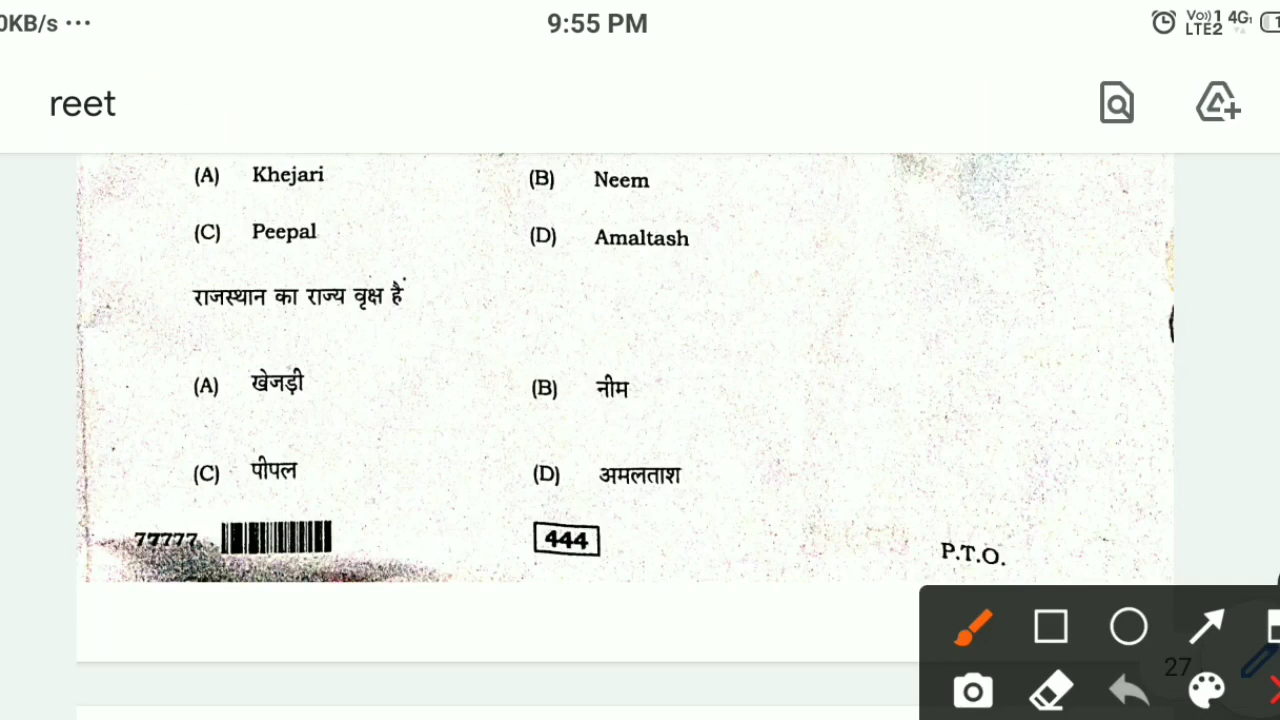 0KB/s ··· 9:55 PM Vo) 1 4G LTE2
reet
(A) Khejari (B) Neem
(C) Peepal (D) Amaltash
राजस्थान का राज्य वृक्ष है
(A) खेजड़ी (B) नीम
(C) पीपल (D) अमलताश
77777 444 P.T.O.
27